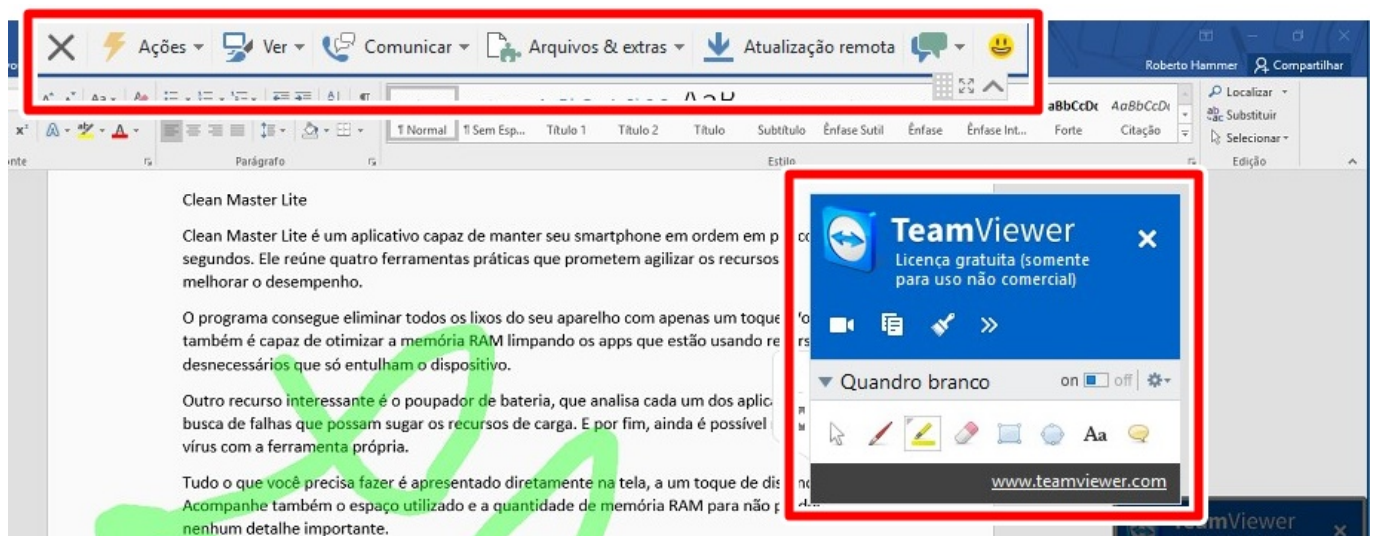 Ações Ver Comunicar Arquivos & extras Atualização remota
Roberto Hammer Compartilhar
Localizar
Substituir
Selecionar
Edição
aBbCcDc AaBbCcDc
¶ Normal ¶ Sem Esp... Título 1 Título 2 Título Subtítulo Ênfase Sutil Ênfase Ênfase Int... Forte Citação
Parágrafo Estilo
Clean Master Lite
Clean Master Lite é um aplicativo capaz de manter seu smartphone em ordem em
segundos. Ele reúne quatro ferramentas práticas que prometem agilizar os recursos
melhorar o desempenho.
O programa consegue eliminar todos os lixos do seu aparelho com apenas um toque
também é capaz de otimizar a memória RAM limpando os apps que estão usando
desnecessários que só entulham o dispositivo.
Outro recurso interessante é o poupador de bateria, que analisa cada um dos
busca de falhas que possam sugar os recursos de carga. E por fim, ainda é possível
vírus com a ferramenta própria.
Tudo o que você precisa fazer é apresentado diretamente na tela, a um toque de
Acompanhe também o espaço utilizado e a quantidade de memória RAM para não
nenhum detalhe importante.
TeamViewer
Licença gratuita (somente
para uso não comercial)
Quandro branco on off
Aa
www.teamviewer.com
TeamViewer